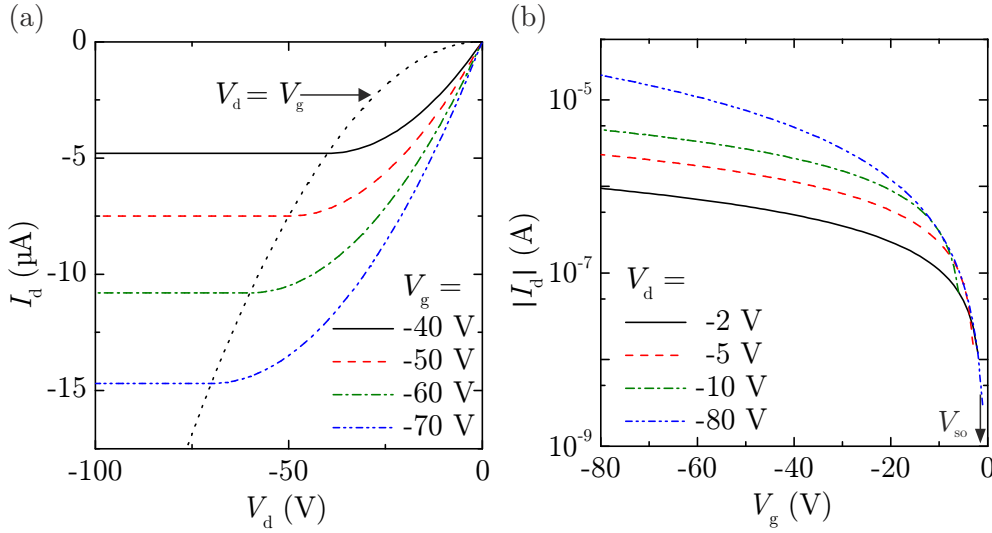 (a)
0
-5
-10
-15
I_d (µA)
V_d = V_g
V_g =
-40 V
-50 V
-60 V
-70 V
-100
-50
0
V_d (V)
(b)
10^-5
10^-7
10^-9
|I_d| (A)
V_d =
-2 V
-5 V
-10 V
-80 V
V_so
-80
-60
-40
-20
0
V_g (V)